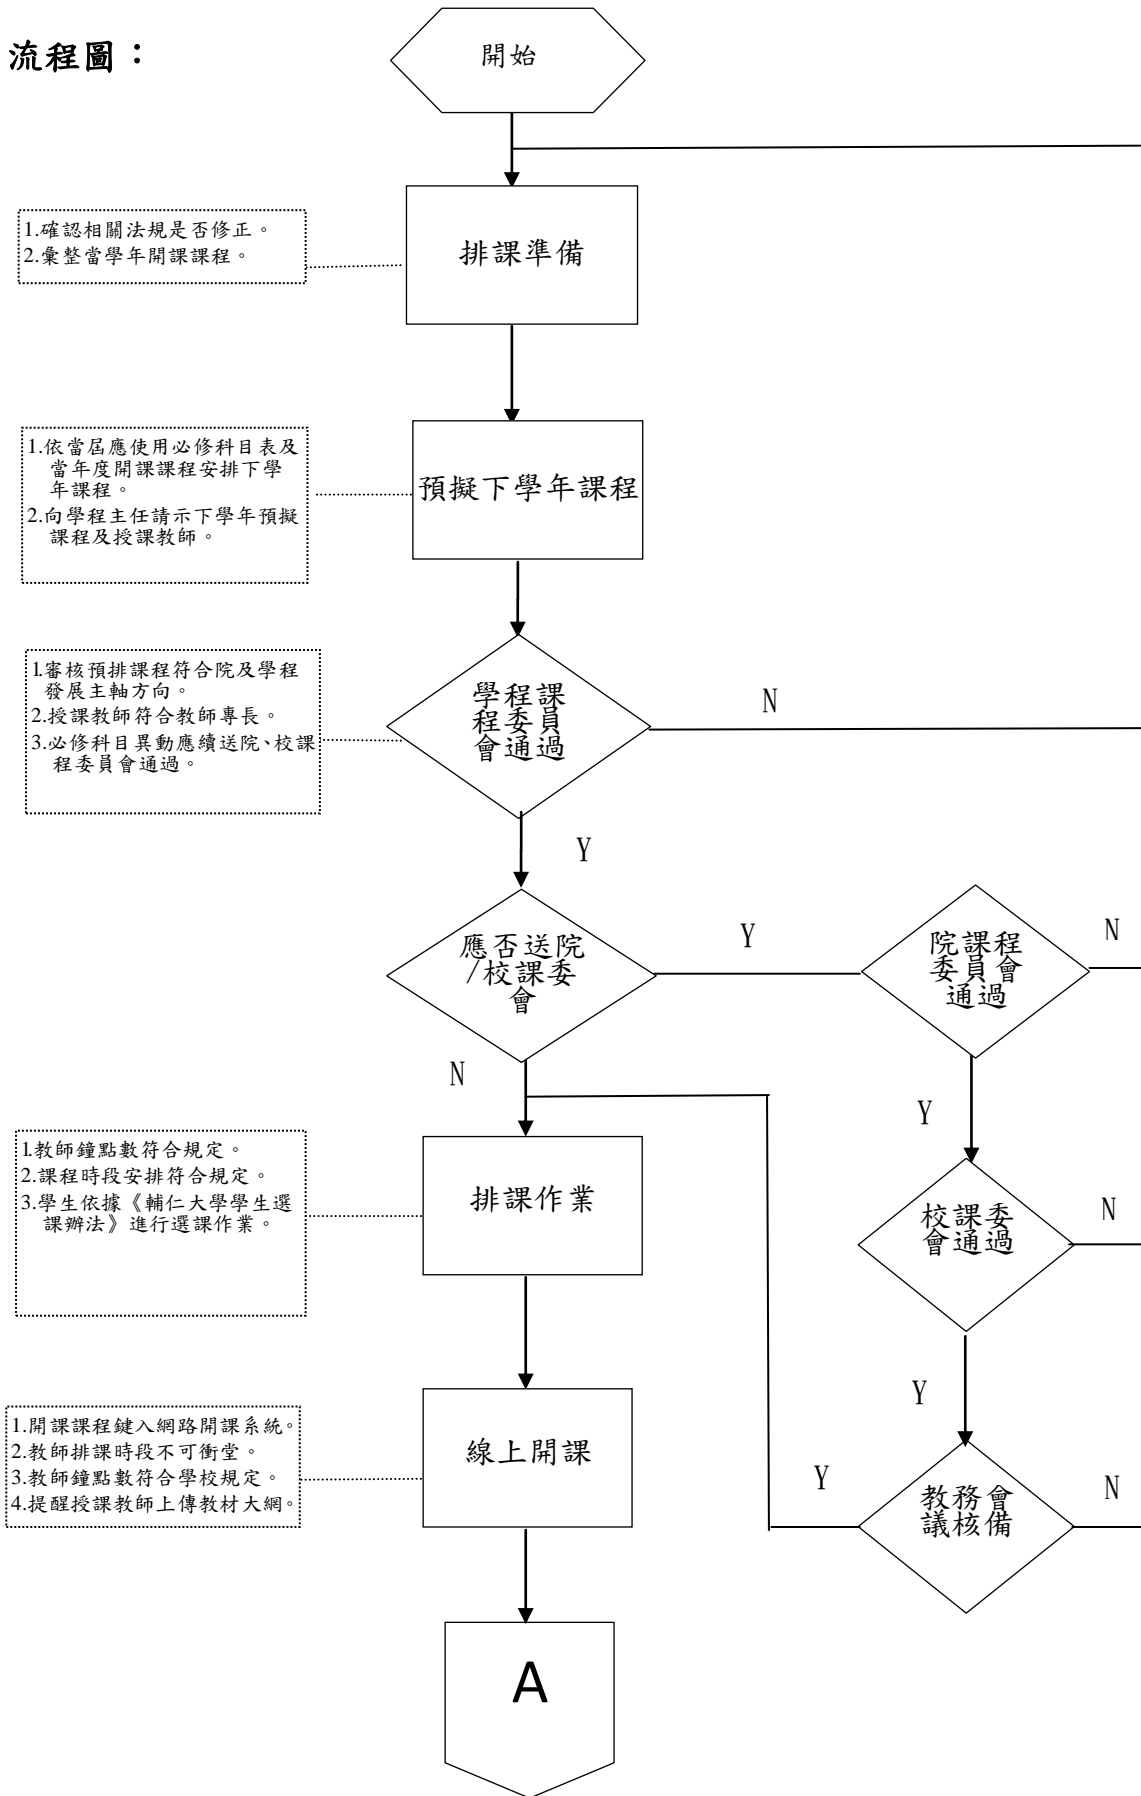 流程圖：
開始
1.確認相關法規是否修正。
2.彙整當學年開課課程。
排課準備
1.依當屆應使用必修科目表及
當年度開課課程安排下學
年課程。
2.向學程主任請示下學年預擬
課程及授課教師。
預擬下學年課程
1.審核預排課程符合院及學程
發展主軸方向。
2.授課教師符合教師專長。
3.必修科目異動應續送院、校課
程委員會通過。
學程課
程委員
會通過
N
Y
應否送院
/校課委
會
Y
院課程
委員會
通過
N
N
Y
1.教師鐘點數符合規定。
2.課程時段安排符合規定。
3.學生依據《輔仁大學學生選
課辦法》進行選課作業。
排課作業
校課委
會通過
N
Y
1.開課課程鍵入網路開課系統。
2.教師排課時段不可衝堂。
3.教師鐘點數符合學校規定。
4.提醒授課教師上傳教材大網。
線上開課
Y
教務會
議核備
N
A